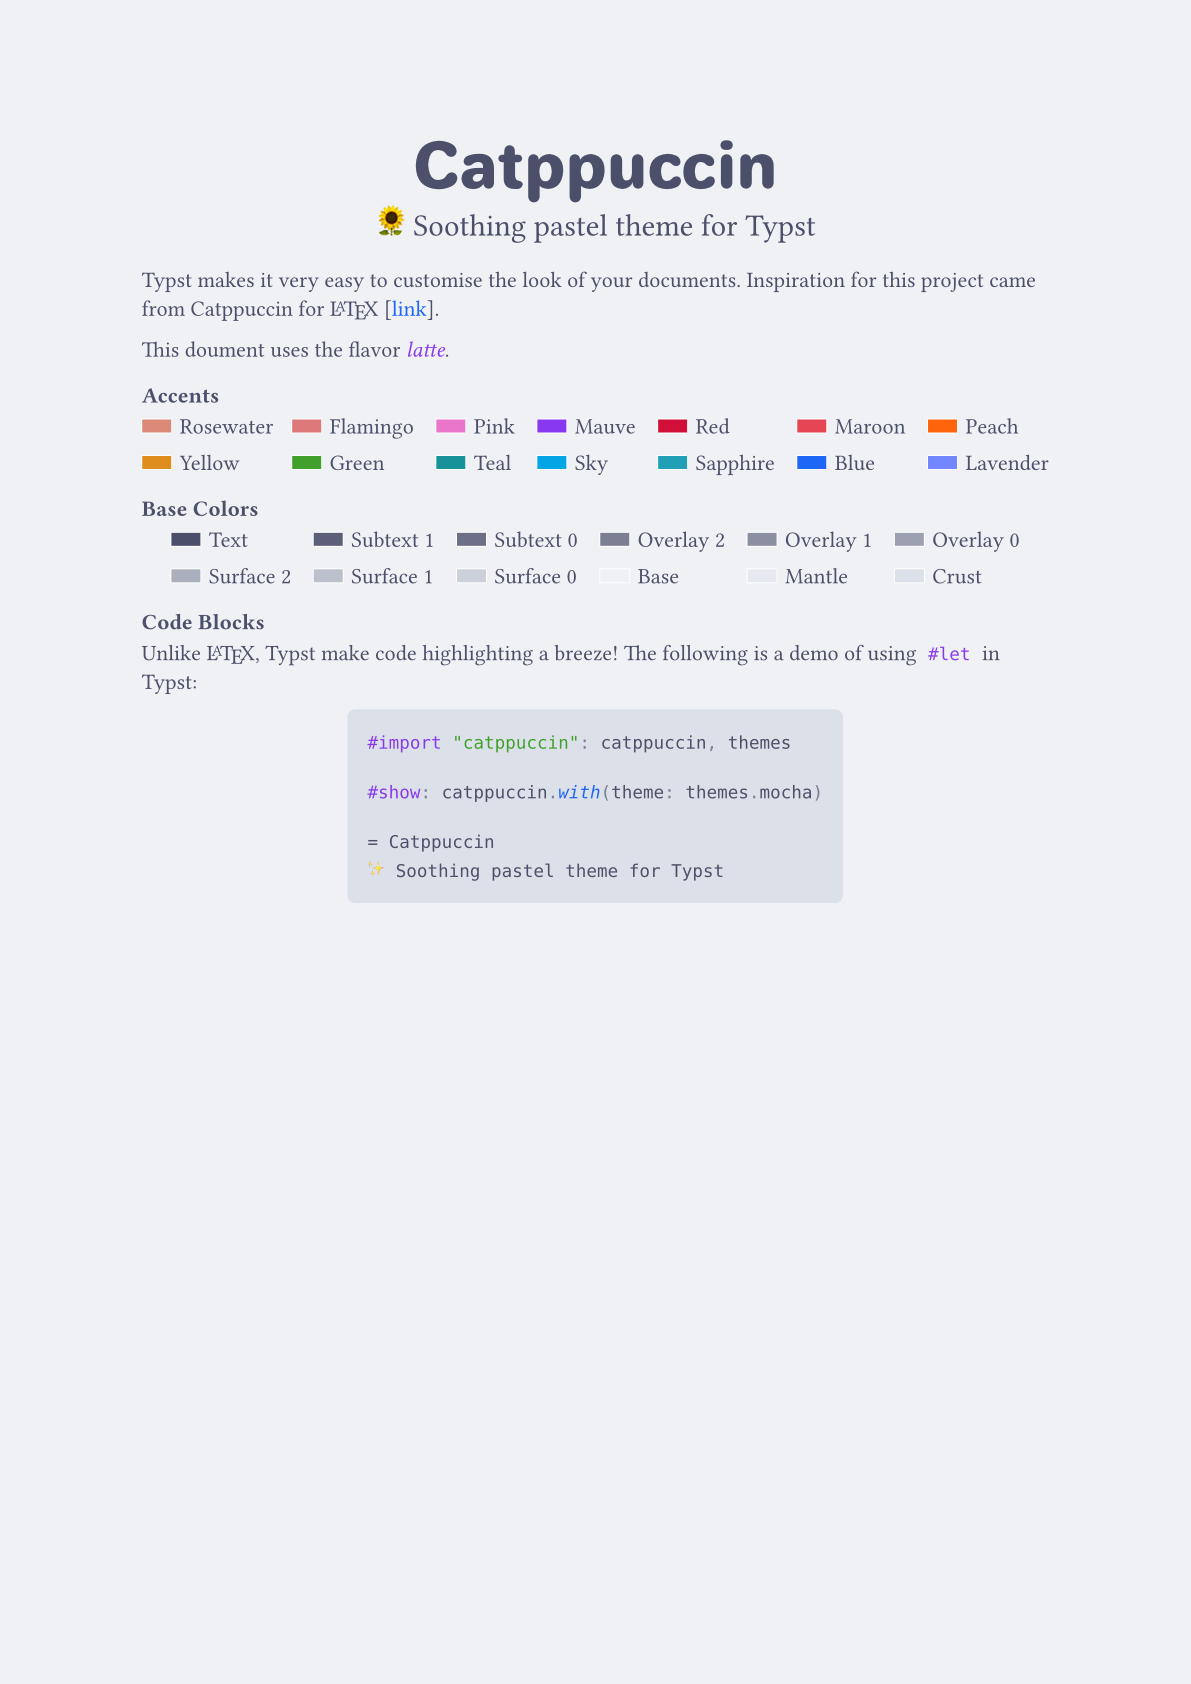 Catppuccin
🌻 Soothing pastel theme for Typst
Typst makes it very easy to customise the look of your documents. Inspiration for this project came
from Catppuccin for LATEX [link].
This doument uses the flavor latte.
Accents
Rosewater Flamingo Pink Mauve Red Maroon Peach
Yellow Green Teal Sky Sapphire Blue Lavender
Base Colors
Text Subtext 1 Subtext 0 Overlay 2 Overlay 1 Overlay 0
Surface 2 Surface 1 Surface 0 Base Mantle Crust
Code Blocks
Unlike LATEX, Typst make code highlighting a breeze! The following is a demo of using #let in
Typst:
#import "catppuccin": catppuccin, themes
#show: catppuccin.with(theme: themes.mocha)
= Catppuccin
✨ Soothing pastel theme for Typst